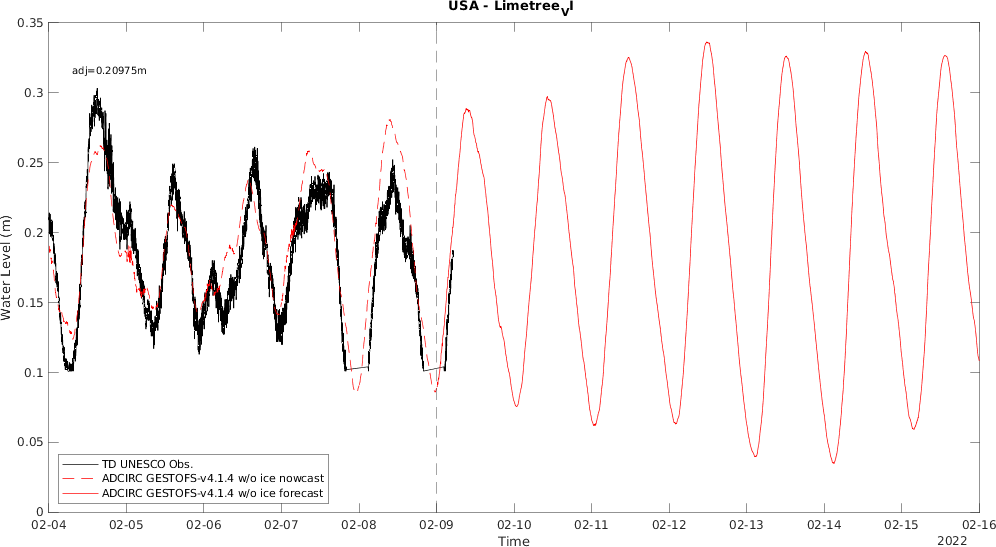 USA - Limetree_VI
adj=0.20975m
0.35
0.3
0.25
0.2
0.15
0.1
0.05
0
Water Level (m)
TD UNESCO Obs.
ADCIRC GESTOFS-v4.1.4 w/o ice nowcast
ADCIRC GESTOFS-v4.1.4 w/o ice forecast
02-04 02-05 02-06 02-07 02-08 02-09 02-10 02-11 02-12 02-13 02-14 02-15 02-16
Time
2022